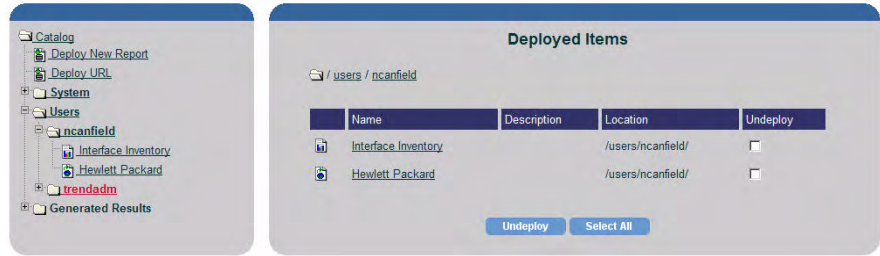 Catalog
Deploy New Report
Deploy URL
System
Users
ncanfield
Interface Inventory
Hewlett Packard
trendadm
Generated Results
Deployed Items
/ users / ncanfield
Name Description Location Undeploy
Interface Inventory /users/ncanfield/
Hewlett Packard /users/ncanfield/
Undeploy Select All